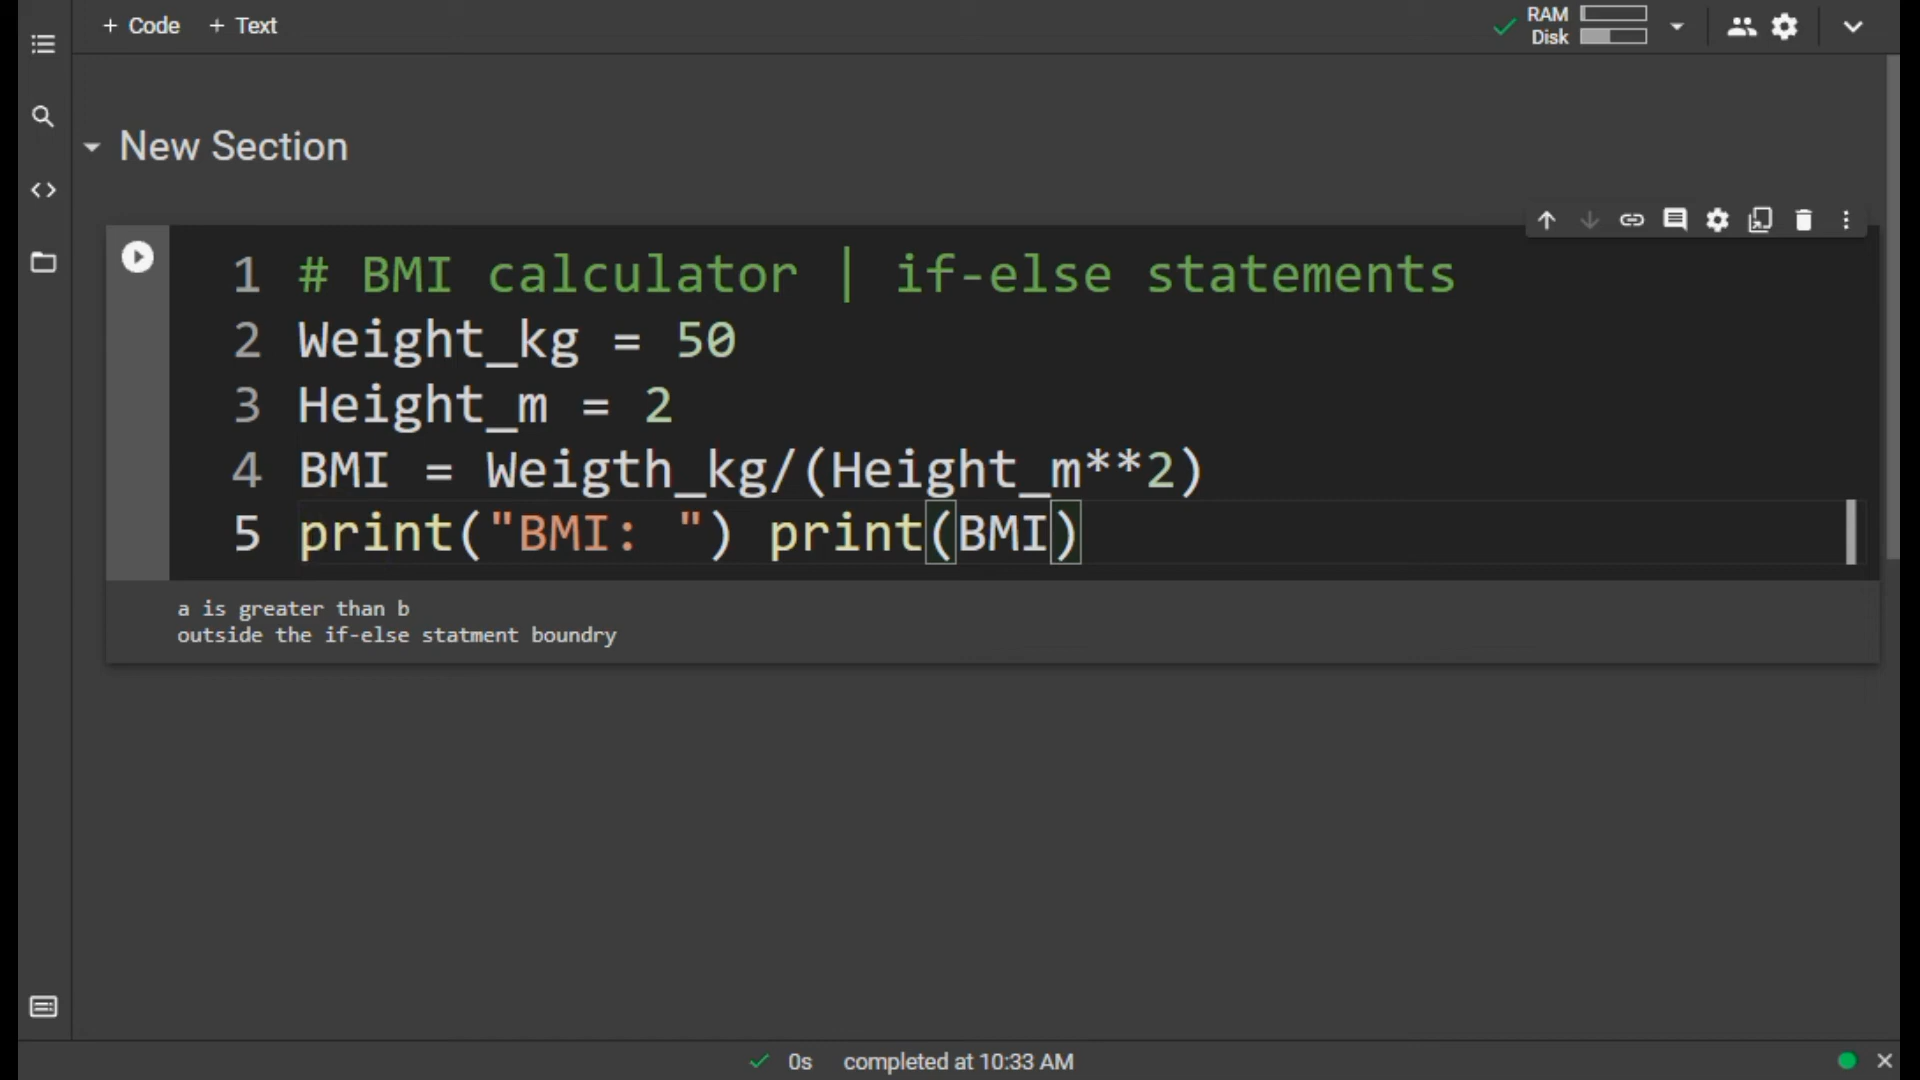 + Code + Text
RAM
Disk
New Section
1 # BMI calculator | if-else statements
2 Weight_kg = 50
3 Height_m = 2
4 BMI = Weigth_kg/(Height_m**2)
5 print("BMI: ") print(BMI)
a is greater than b
outside the if-else statment boundry
0s completed at 10:33 AM